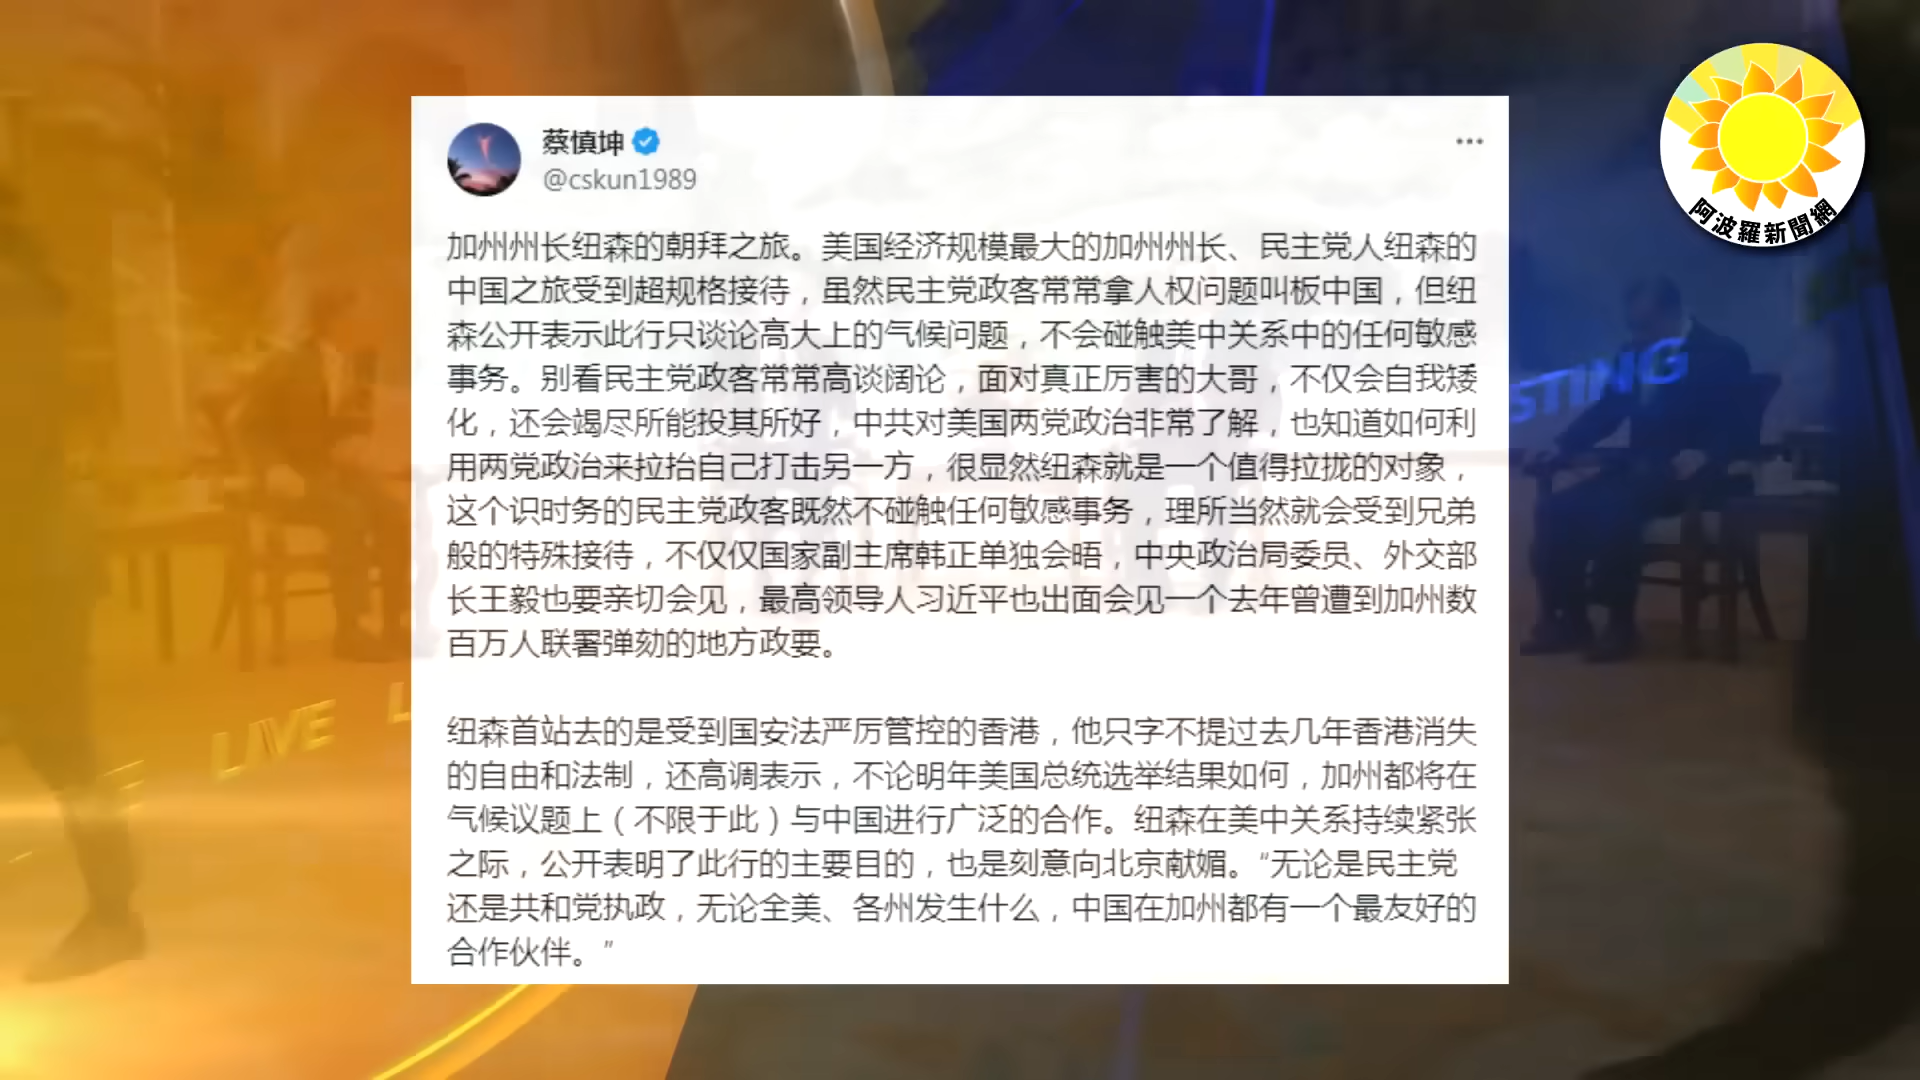 蔡慎坤
@cskun1989
加州州长纽森的朝拜之旅。美国经济规模最大的加州州长、民主党人纽森的
中国之旅受到超规格接待，虽然民主党政客常常拿人权问题叫板中国，但纽
森公开表示此行只谈论高大上的气候问题，不会碰触美中关系中的任何敏感
事务。别看民主党政客常常高谈阔论，面对真正厉害的大哥，不仅会自我矮
化，还会竭尽所能投其所好，中共对美国两党政治非常了解，也知道如何利
用两党政治来拉抬自己打击另一方，很显然纽森就是一个值得拉拢的对象，
这个识时务的民主党政客既然不碰触任何敏感事务，理所当然就会受到兄弟
般的特殊接待，不仅仅国家副主席韩正单独会晤，中央政治局委员、外交部
长王毅也要亲切会见，最高领导人习近平也出面会见一个去年曾遭到加州数
百万人联署弹劾的地方政要。
纽森首站去的是受到国安法严厉管控的香港，他只字不提过去几年香港消失
的自由和法制，还高调表示，不论明年美国总统选举结果如何，加州都将在
气候议题上（不限于此）与中国进行广泛的合作。纽森在美中关系持续紧张
之际，公开表明了此行的主要目的，也是刻意向北京献媚。“无论是民主党
还是共和党执政，无论全美、各州发生什么，中国在加州都有一个最友好的
合作伙伴。”
阿波羅新聞網
STING
LIVE